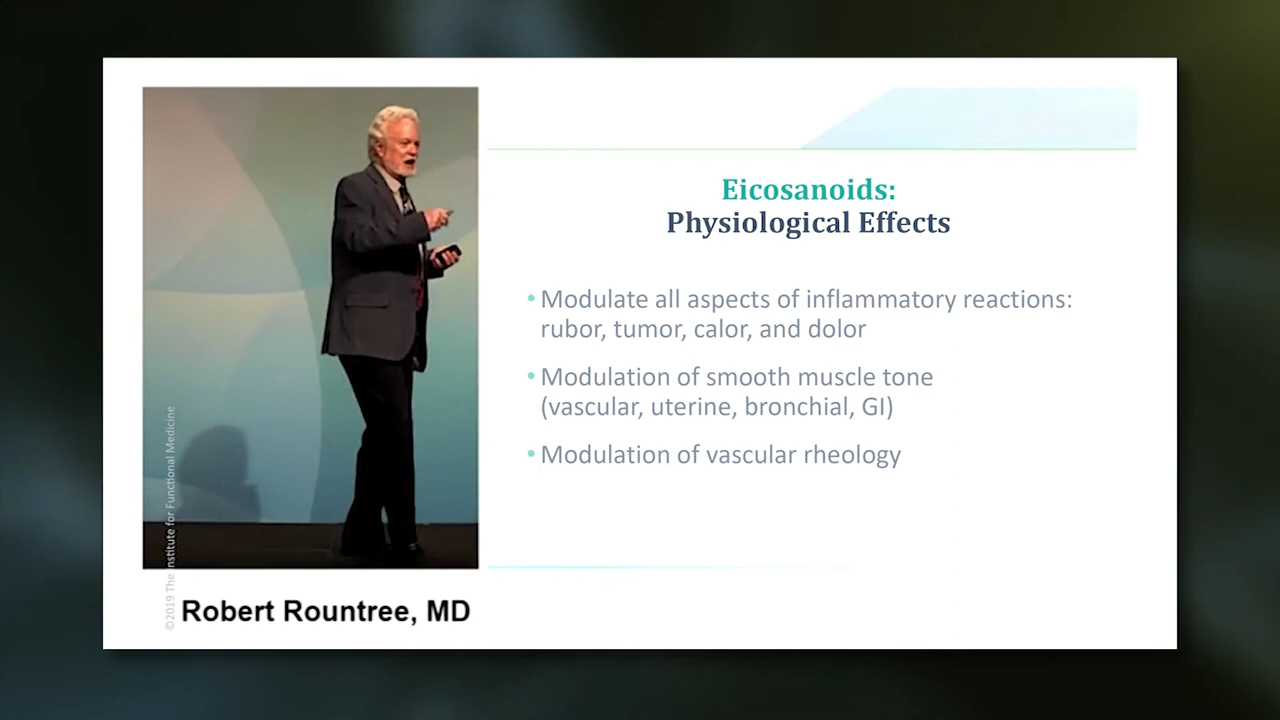 Eicosanoids:
Physiological Effects
• Modulate all aspects of inflammatory reactions:
rubor, tumor, calor, and dolor
• Modulation of smooth muscle tone
(vascular, uterine, bronchial, GI)
• Modulation of vascular rheology
©2019 The Institute for Functional Medicine
Robert Rountree, MD